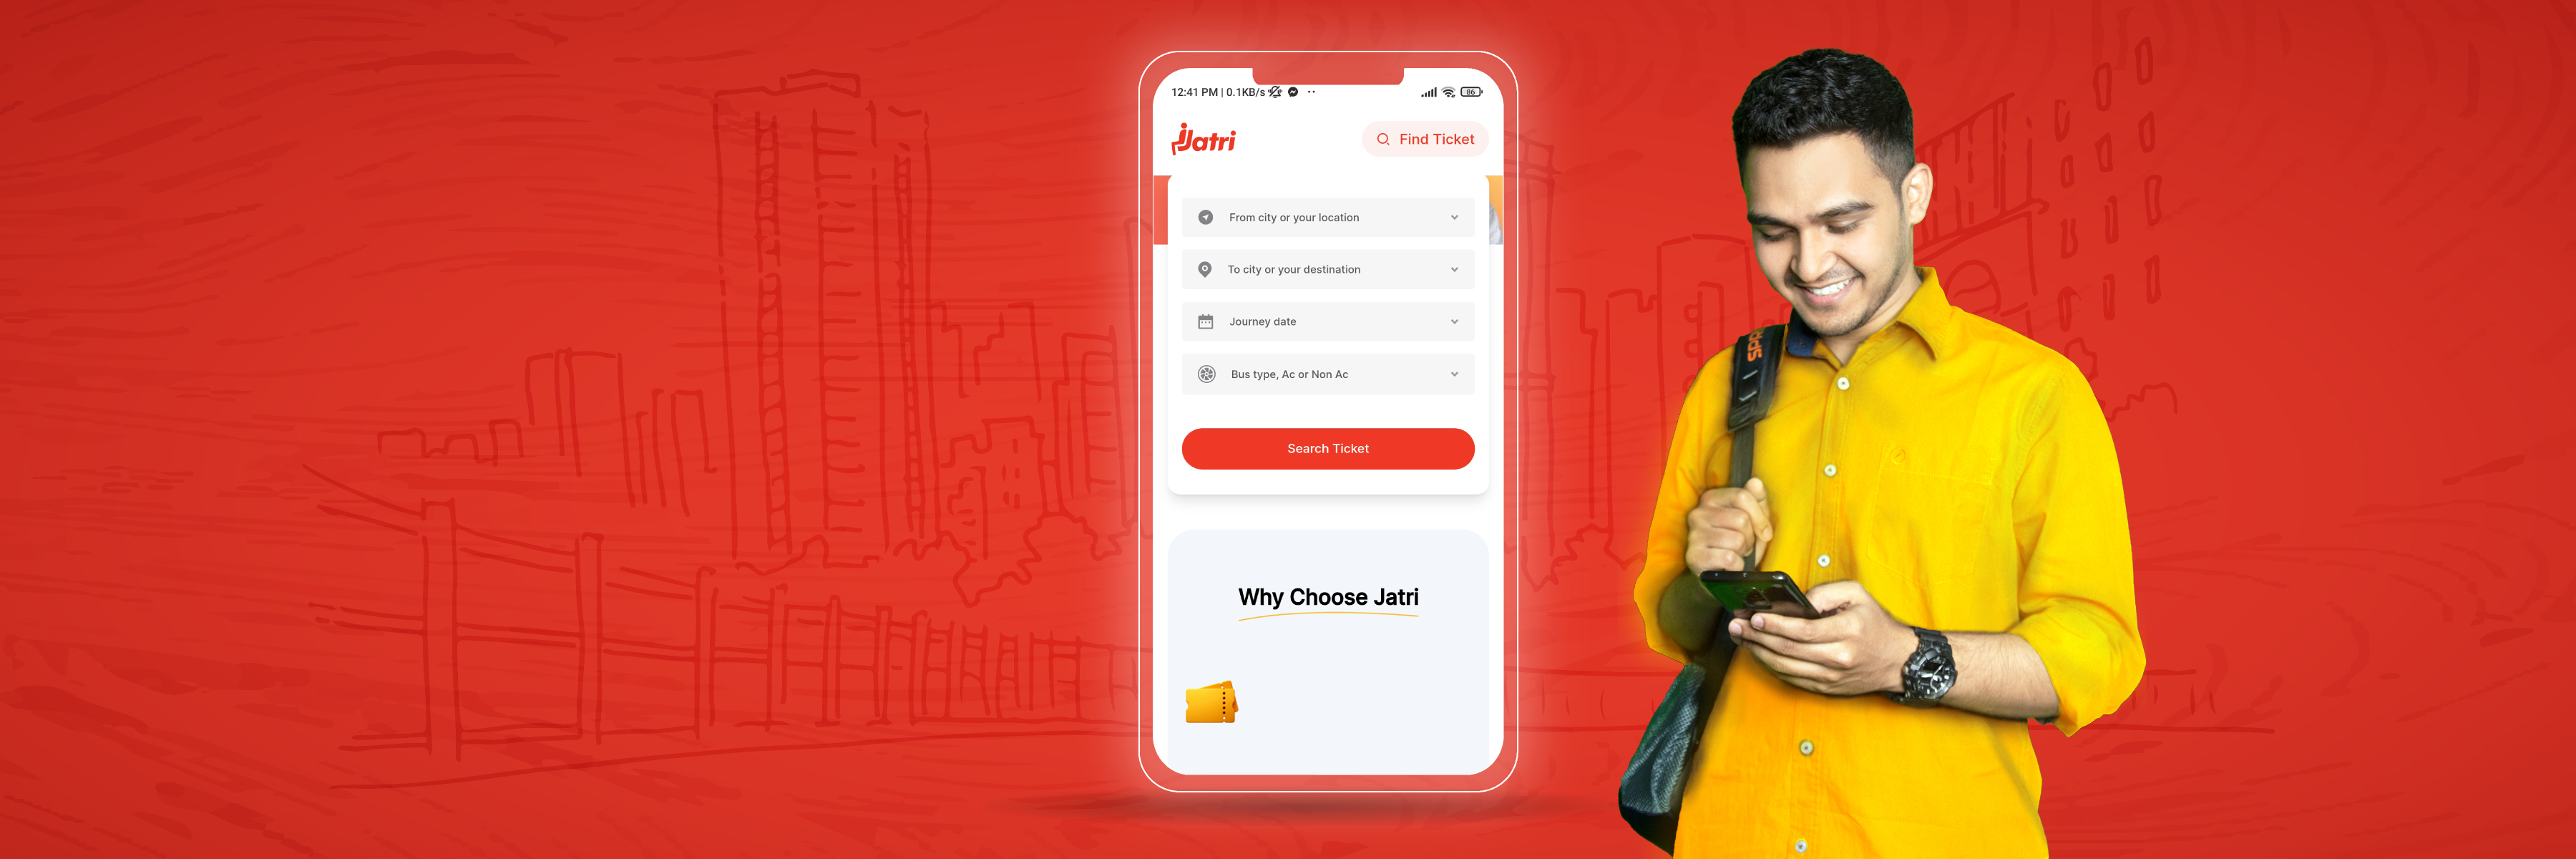 12:41 PM | 0.1KB/s
86
Jatri
Find Ticket
From city or your location
To city or your destination
Journey date
Bus type, Ac or Non Ac
Search Ticket
Why Choose Jatri